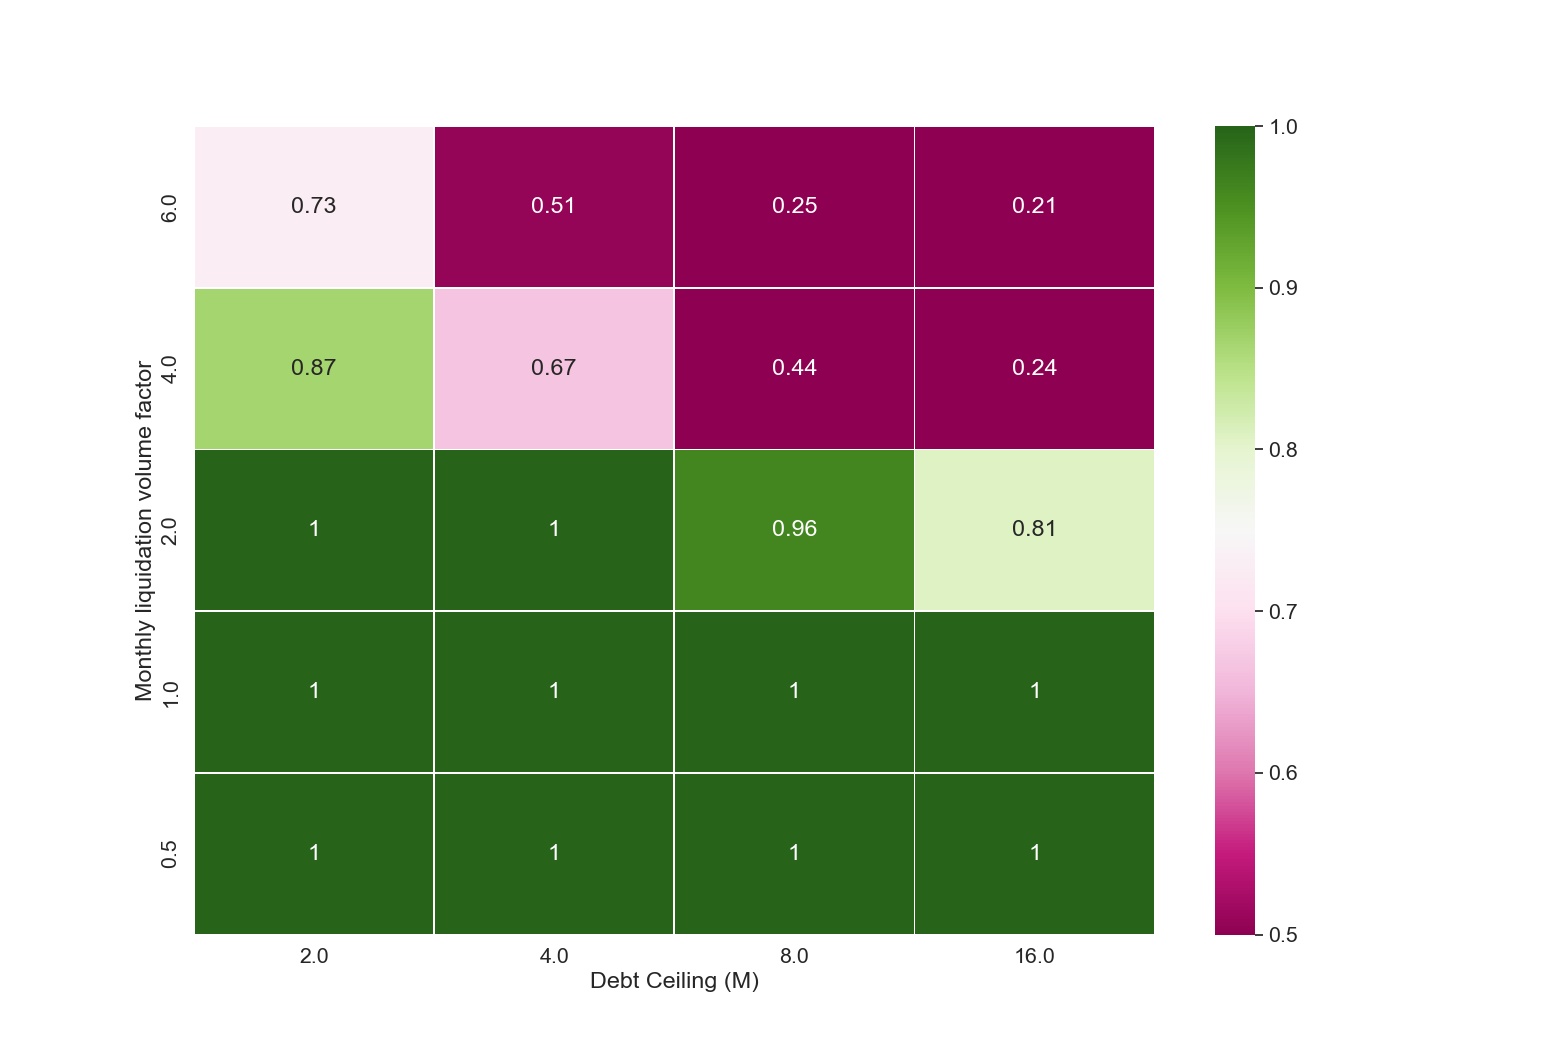 Monthly liquidation volume factor
6.0 0.73 0.51 0.25 0.21
4.0 0.87 0.67 0.44 0.24
2.0 1 1 0.96 0.81
1.0 1 1 1 1
0.5 1 1 1 1
2.0 4.0 8.0 16.0
Debt Ceiling (M)
1.0
0.9
0.8
0.7
0.6
0.5